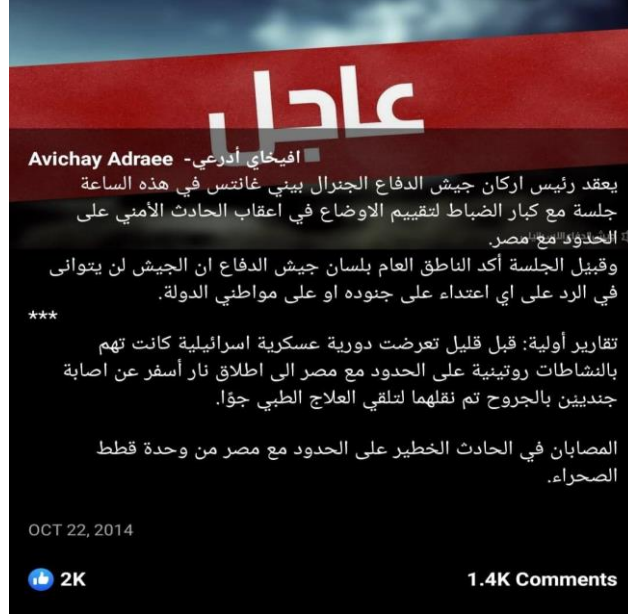 عاجل
Avichay Adraee -افيخاي أدرعي
يعقد رئيس اركان جيش الدفاع الجنرال بيني غانتس في هذه الساعة
جلسة مع كبار الضباط لتقييم الاوضاع في اعقاب الحادث الأمني على
الحدود مع مصر.
وقبيْل الجلسة أكد الناطق العام بلسان جيش الدفاع ان الجيش لن يتوانى
في الرد على اي اعتداء على جنوده او على مواطني الدولة.
***
تقارير أولية: قبل قليل تعرضت دورية عسكرية اسرائيلية كانت تهم
بالنشاطات روتينية على الحدود مع مصر الى اطلاق نار أسفر عن اصابة
جندييْن بالجروح تم نقلهما لتلقي العلاج الطبي جوًا.
المصابان في الحادث الخطير على الحدود مع مصر من وحدة قطط
الصحراء.
OCT 22, 2014
2K
1.4K Comments